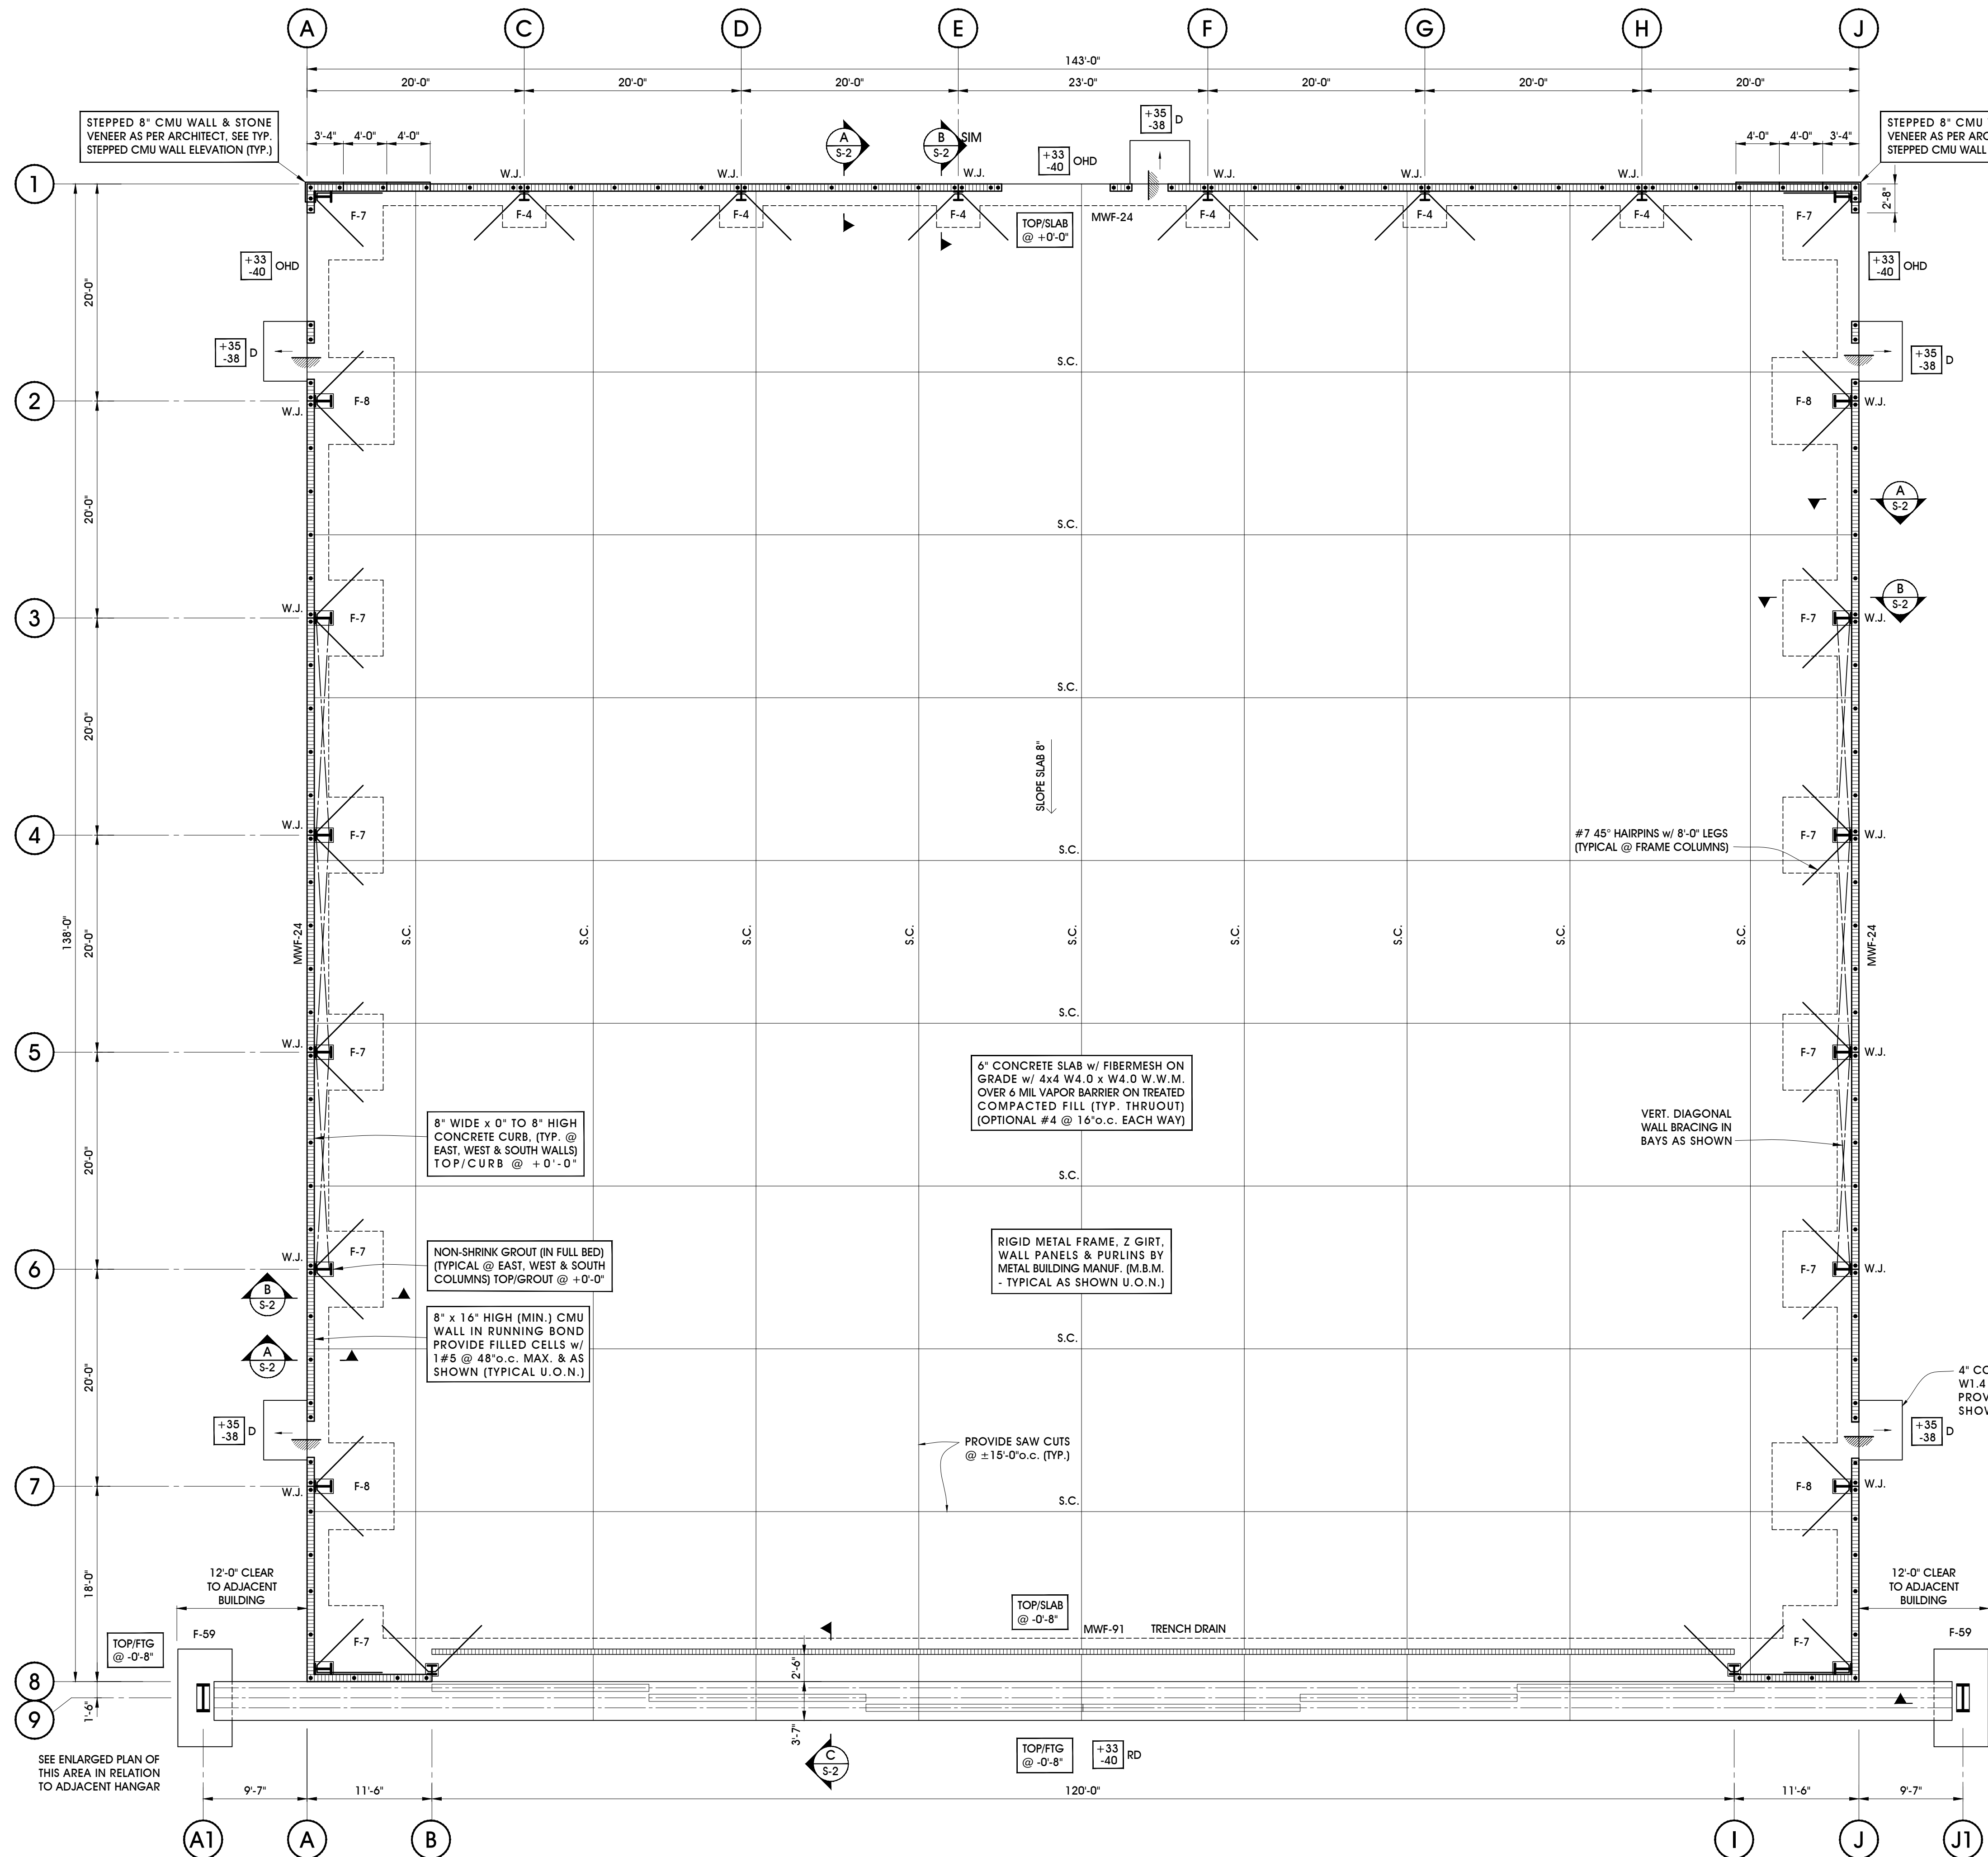 A
C
D
E
F
G
H
J
143'-0"
20'-0"
20'-0"
20'-0"
23'-0"
20'-0"
20'-0"
20'-0"
STEPPED 8" CMU WALL & STONE
VENEER AS PER ARCHITECT, SEE TYP.
STEPPED CMU WALL ELEVATION (TYP.)
3'-4"
4'-0"
4'-0"
A
S-2
B
S-2
SIM
+35
-38
D
+33
-40
OHD
4'-0"
4'-0"
3'-4"
STEPPED 8" CMU
STEPPED CMU WALL
1
W.J.
W.J.
W.J.
W.J.
W.J.
W.J.
2'-8"
F-7
F-4
F-4
F-4
TOP/SLAB
@ +0'-0"
MWF-24
F-4
F-4
F-4
F-7
+33
-40
OHD
+33
-40
OHD
20'-0"
+35
-38
D
S.C.
+35
-38
D
2
W.J.
F-8
F-8
W.J.
20'-0"
S.C.
A
S-2
3
W.J.
F-7
B
S-2
F-7
W.J.
20'-0"
S.C.
SLOPE SLAB 8"
4
W.J.
F-7
#7 45° HAIRPINS w/ 8'-0" LEGS
(TYPICAL @ FRAME COLUMNS)
F-7
W.J.
S.C.
138'-0"
20'-0"
MWF-24
S.C.
S.C.
S.C.
S.C.
S.C.
S.C.
S.C.
S.C.
S.C.
MWF-24
S.C.
5
W.J.
F-7
F-7
W.J.
6" CONCRETE SLAB w/ FIBERMESH ON
GRADE w/ 4x4 W4.0 x W4.0 W.W.M.
OVER 6 MIL VAPOR BARRIER ON TREATED
COMPACTED FILL (TYP. THRUOUT)
(OPTIONAL #4 @ 16"o.c. EACH WAY)
20'-0"
8" WIDE x 0" TO 8" HIGH
CONCRETE CURB, (TYP. @
EAST, WEST & SOUTH WALLS)
TOP/CURB @ +0'-0"
VERT. DIAGONAL
WALL BRACING IN
BAYS AS SHOWN
S.C.
6
W.J.
F-7
NON-SHRINK GROUT (IN FULL BED)
(TYPICAL @ EAST, WEST & SOUTH
COLUMNS) TOP/GROUT @ +0'-0"
RIGID METAL FRAME, Z GIRT,
WALL PANELS & PURLINS BY
METAL BUILDING MANUF. (M.B.M.
- TYPICAL AS SHOWN U.O.N.)
F-7
W.J.
B
S-2
A
S-2
8" x 16" HIGH (MIN.) CMU
WALL IN RUNNING BOND
PROVIDE FILLED CELLS w/
1#5 @ 48"o.c. MAX. & AS
SHOWN (TYPICAL U.O.N.)
S.C.
20'-0"
W1.4
+35
-38
D
PROVIDE SAW CUTS
@ ±15'-0"o.c. (TYP.)
+35
-38
D
7
W.J.
F-8
S.C.
F-8
W.J.
18'-0"
12'-0" CLEAR
TO ADJACENT
BUILDING
12'-0" CLEAR
TO ADJACENT
BUILDING
TOP/SLAB
@ -0'-8"
F-59
TOP/FTG
@ -0'-8"
F-7
MWF-91
TRENCH DRAIN
F-7
F-59
8
9
1'-6"
2'-6"
3'-7"
SEE ENLARGED PLAN OF
THIS AREA IN RELATION
TO ADJACENT HANGAR
C
S-2
TOP/FTG
@ -0'-8"
+33
-40
RD
9'-7"
11'-6"
120'-0"
11'-6"
9'-7"
A1
A
B
I
J
J1